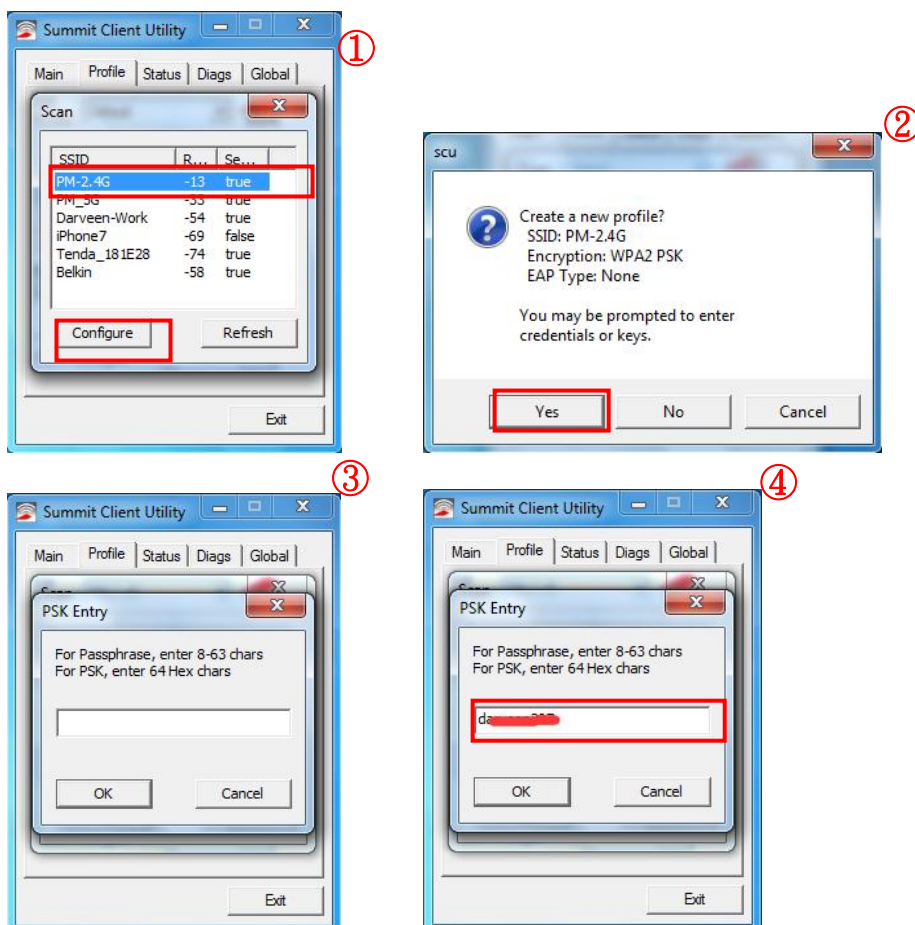 Summit Client Utility
①
Main Profile Status Diags Global
Scan
SSID R... Se...
PM-2.4G -13 true
PM_5G -33 true
Darveen-Work -54 true
iPhone7 -69 false
Tenda_181E28 -74 true
Belkin -58 true
Configure Refresh
Exit
②
scu
Create a new profile?
SSID: PM-2.4G
Encryption: WPA2 PSK
EAP Type: None
You may be prompted to enter
credentials or keys.
Yes No Cancel
③
Summit Client Utility
Main Profile Status Diags Global
PSK Entry
For Passphrase, enter 8-63 chars
For PSK, enter 64 Hex chars
OK Cancel
Exit
④
Summit Client Utility
Main Profile Status Diags Global
PSK Entry
For Passphrase, enter 8-63 chars
For PSK, enter 64 Hex chars
OK Cancel
Exit